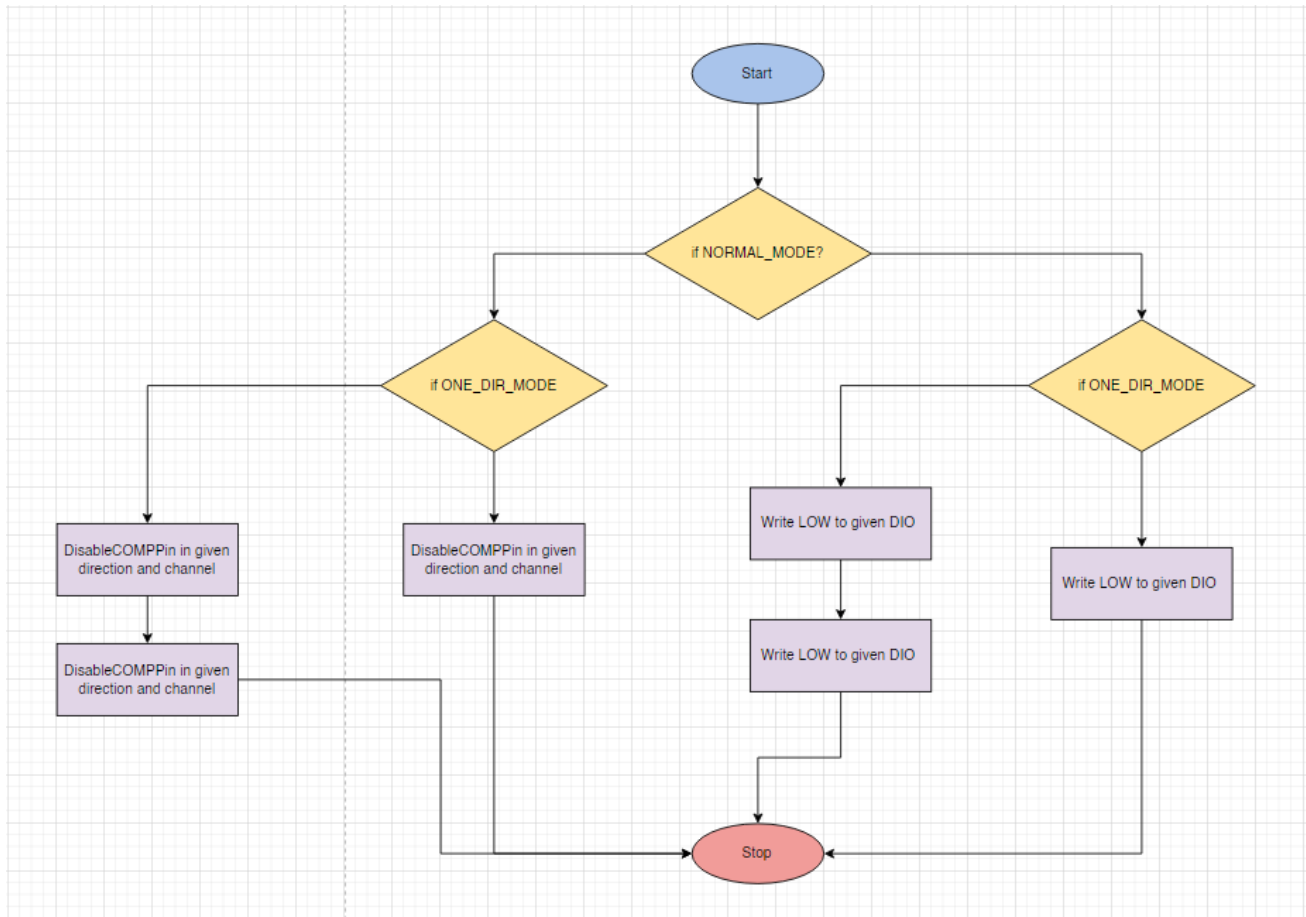 Start
if NORMAL_MODE?
if ONE_DIR_MODE
if ONE_DIR_MODE
Write LOW to given DIO
DisableCOMPPin in given
direction and channel
DisableCOMPPin in given
direction and channel
Write LOW to given DIO
Write LOW to given DIO
DisableCOMPPin in given
direction and channel
Stop